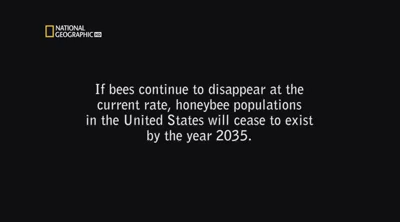 NATIONAL
GEOGRAPHIC HD
If bees continue to disappear at the
current rate, honeybee populations
in the United States will cease to exist
by the year 2035.